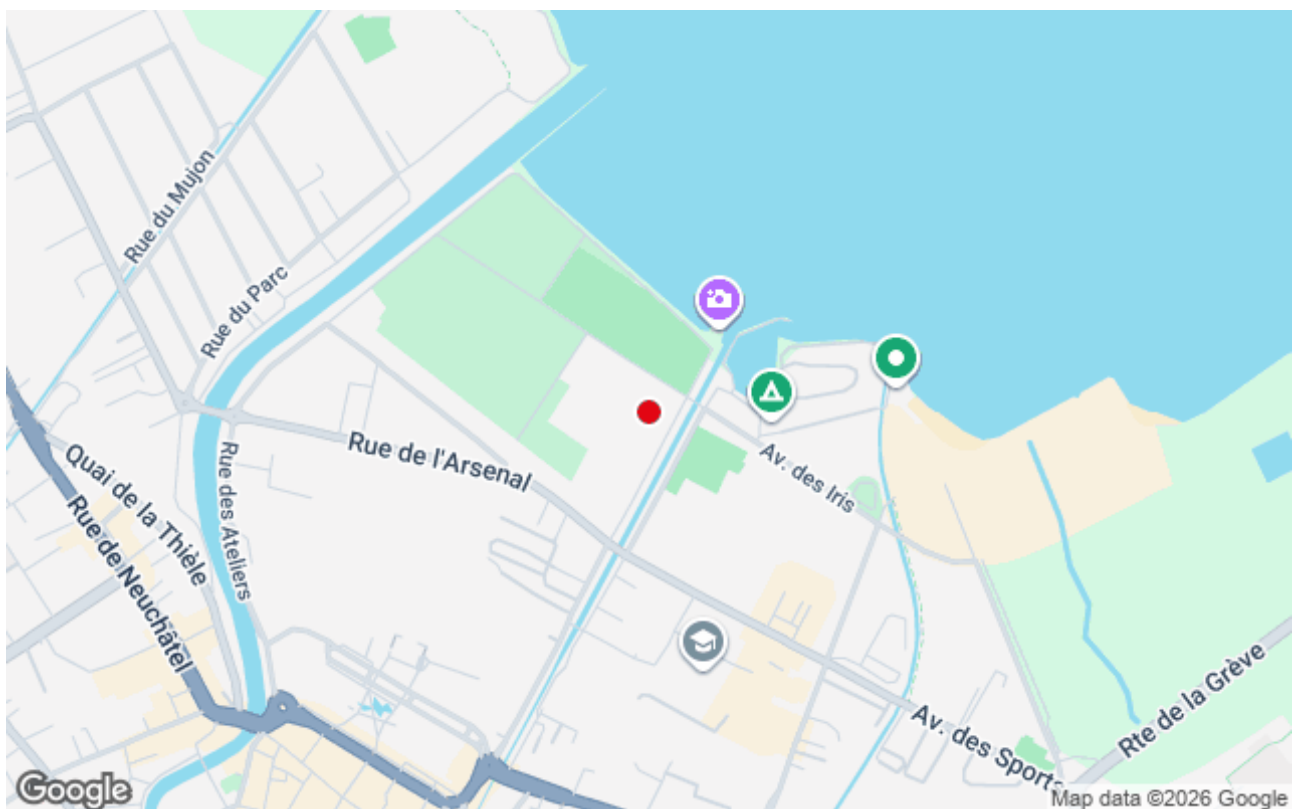 Rue du Mujon
Rue du Parc
Rue de l'Arsenal
Av. des Iris
Quai de la Thièle
Rue des Ateliers
Rue de Neuchâtel
Av. des Sports
Rte de la Grève
Google
Map data ©2026 Google